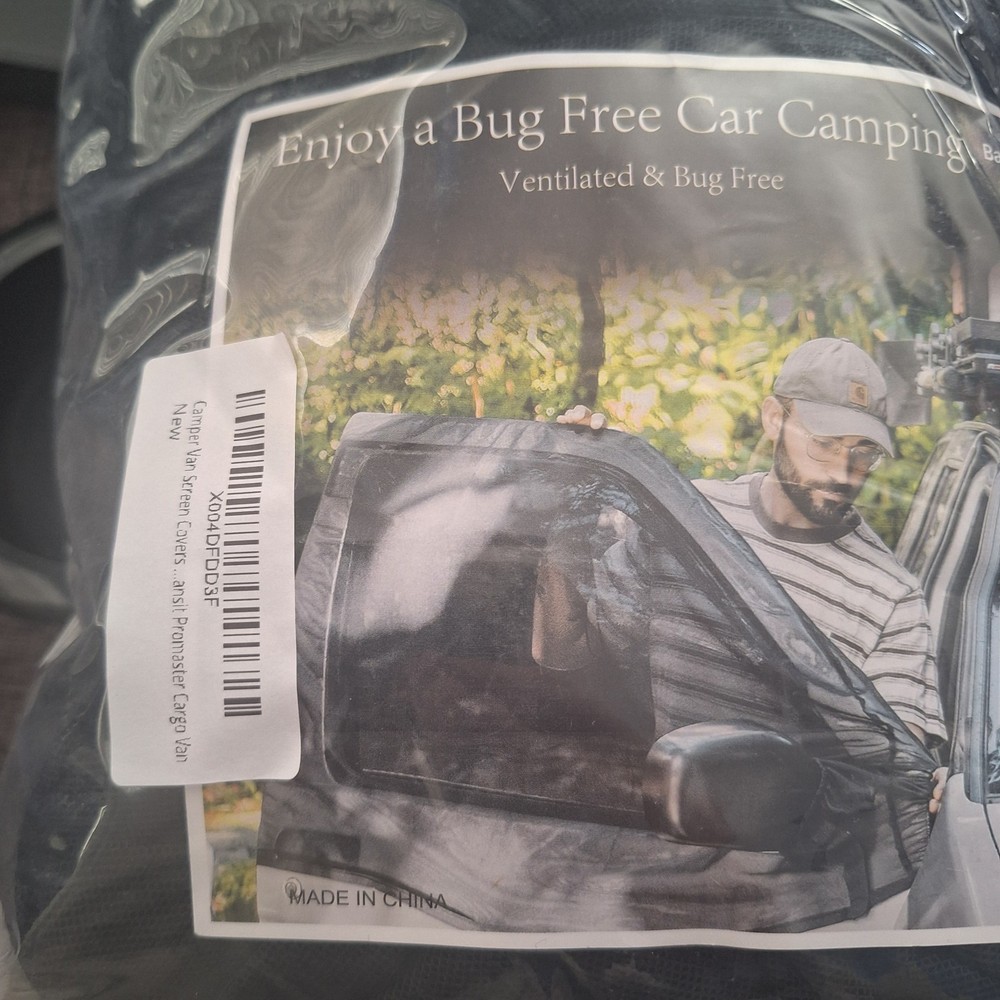 Enjoy a Bug Free Car Camping
Ventilated & Bug Free
X004DFDD3F
Camper Van Screen Covers ...ansit Promaster Cargo Van
New
MADE IN CHINA